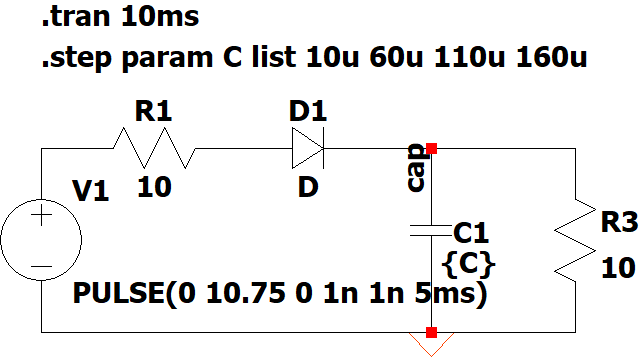 .tran 10ms
.step param C list 10u 60u 110u 160u
R1
D1
V1
10
D
cap
C1
{C}
R3
10
PULSE(0 10.75 0 1n 1n 5ms)